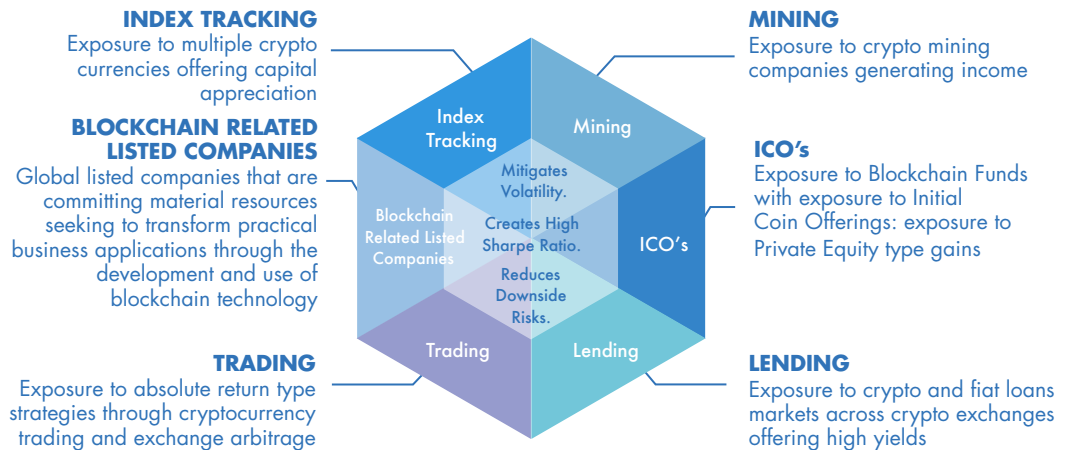 INDEX TRACKING
Exposure to multiple crypto
currencies offering capital
appreciation
BLOCKCHAIN RELATED
LISTED COMPANIES
Global listed companies that are
committing material resources
seeking to transform practical
business applications through the
development and use of
blockchain technology
TRADING
Exposure to absolute return type
strategies through cryptocurrency
trading and exchange arbitrage
Index
Tracking
Mining
Blockchain
Related Listed
Companies
Mitigates
Volatility.
Creates High
Sharpe Ratio.
Reduces
Downside
Risks.
ICO's
Trading
Lending
MINING
Exposure to crypto mining
companies generating income
ICO's
Exposure to Blockchain Funds
with exposure to Initial
Coin Offerings: exposure to
Private Equity type gains
LENDING
Exposure to crypto and fiat loans
markets across crypto exchanges
offering high yields